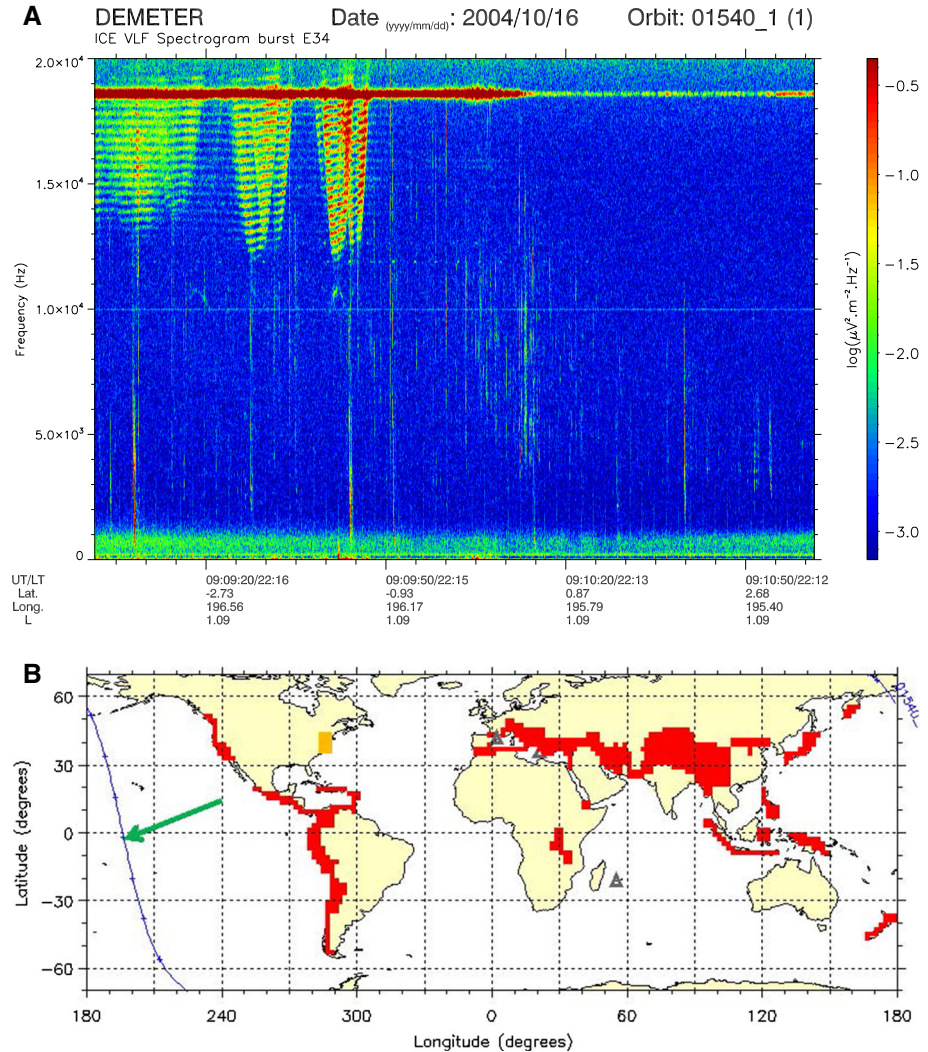 A
DEMETER Date (yyyy/mm/dd): 2004/10/16 Orbit: 01540_1 (1)
ICE VLF Spectrogram burst E34
2.0×10⁴
1.5×10⁴
1.0×10⁴
5.0×10³
0
Frequency (Hz)
-0.5
-1.0
-1.5
-2.0
-2.5
-3.0
log(μV².m⁻².Hz⁻¹)
UT/LT 09:09:20/22:16 09:09:50/22:15 09:10:20/22:13 09:10:50/22:12
Lat. -2.73 -0.93 0.87 2.68
Long. 196.56 196.17 195.79 195.40
L 1.09 1.09 1.09 1.09
B
01540_
60
30
0
-30
-60
Latitude (degrees)
180 240 300 0 60 120 180
Longitude (degrees)